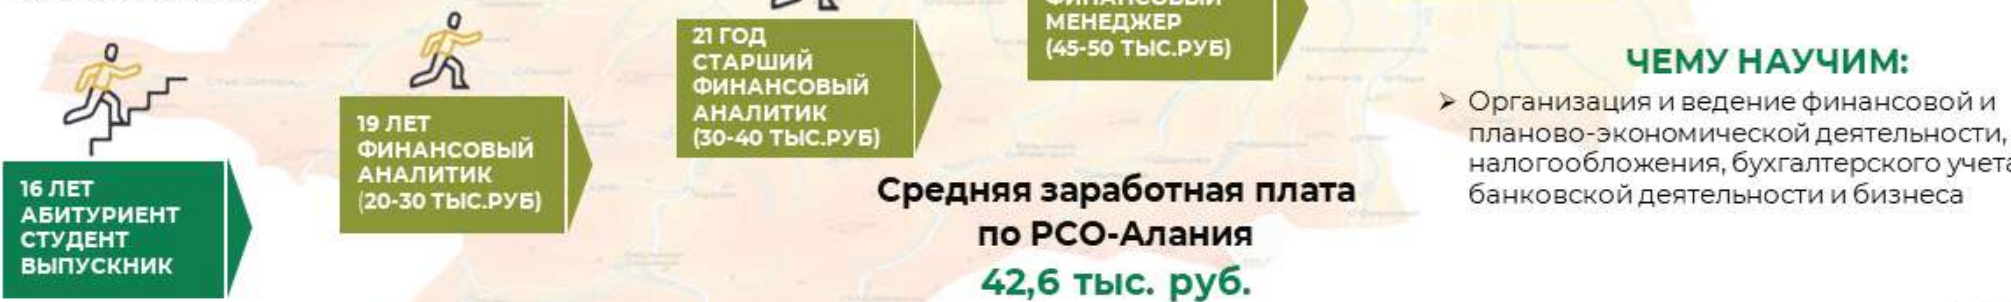 16 ЛЕТ
АБИТУРИЕНТ
СТУДЕНТ
ВЫПУСКНИК
19 ЛЕТ
ФИНАНСОВЫЙ
АНАЛИТИК
(20-30 ТЫС.РУБ)
21 ГОД
СТАРШИЙ
ФИНАНСОВЫЙ
АНАЛИТИК
(30-40 ТЫС.РУБ)
ФИНАНСОВЫЙ
МЕНЕДЖЕР
(45-50 ТЫС.РУБ)
Средняя заработная плата
по РСО-Алания
42,6 тыс. руб.
ЧЕМУ НАУЧИМ:
➢ Организация и ведение финансовой и
планово-экономической деятельности,
налогообложения, бухгалтерского учета
банковской деятельности и бизнеса